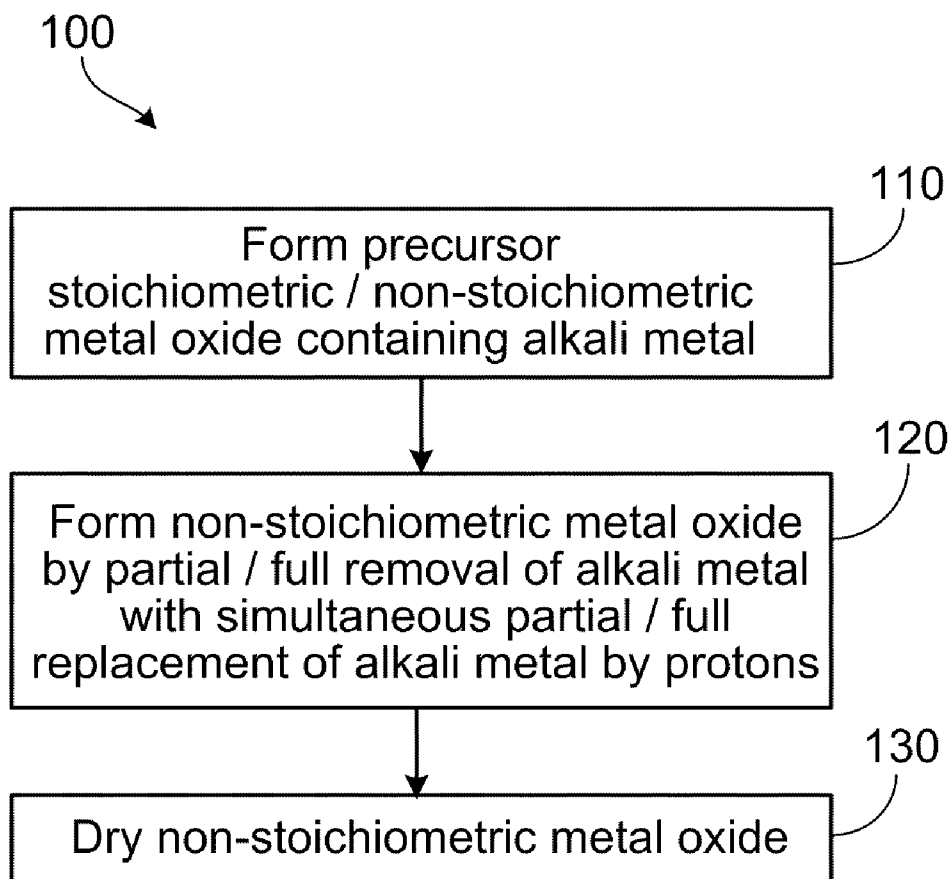 100
110
Form precursor
stoichiometric / non-stoichiometric
metal oxide containing alkali metal
120
Form non-stoichiometric metal oxide
by partial / full removal of alkali metal
with simultaneous partial / full
replacement of alkali metal by protons
130
Dry non-stoichiometric metal oxide